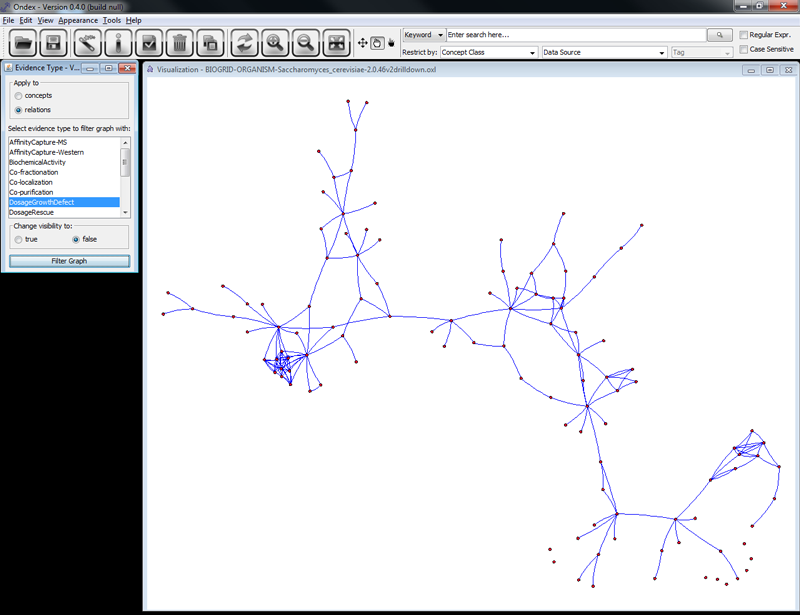 Ondex - Version 0.4.0 (build null)
File Edit View Appearance Tools Help
Keyword Enter search here... Regular Expr.
Restrict by: Concept Class Data Source Tag Case Sensitive
Evidence Type - V...
Visualization - BIOGRID-ORGANISM-Saccharomyces_cerevisiae-2.0.46v2drilldown.oxl
Apply to
concepts
relations
Select evidence type to filter graph with:
AffinityCapture-MS
AffinityCapture-Western
BiochemicalActivity
Co-fractionation
Co-localization
Co-purification
DosageGrowthDefect
DosageRescue
Change visibility to:
true false
Filter Graph